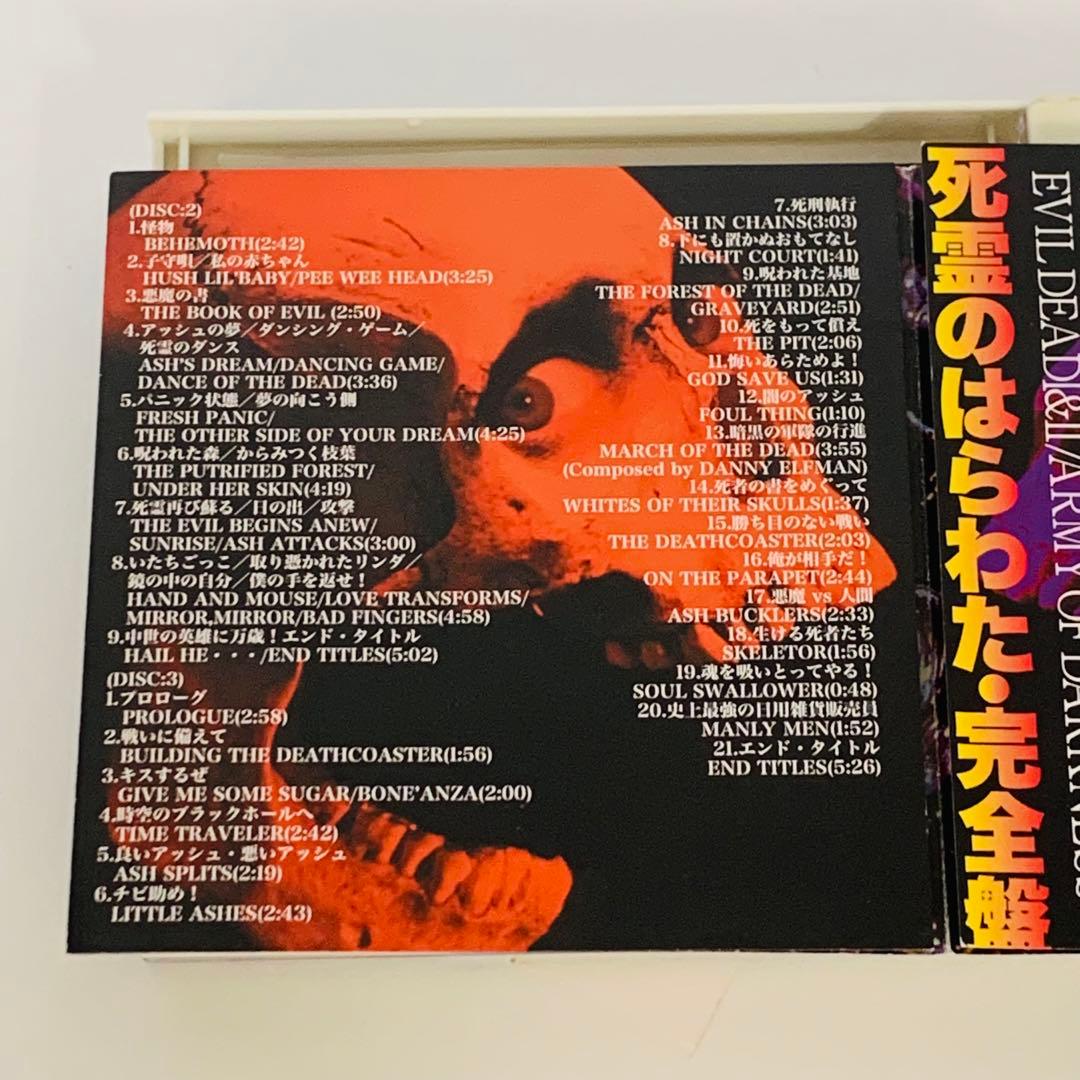 (DISC:2)
1.怪物
BEHEMOTH(2:42)
2.子守唄／私の赤ちゃん
HUSH LIL'BABY/PEE WEE HEAD(3:25)
3.悪魔の書
THE BOOK OF EVIL (2:50)
4.アッシュの夢／ダンシング・ゲーム／
死霊のダンス
ASH'S DREAM/DANCING GAME/
DANCE OF THE DEAD(3:36)
5.パニック状態／夢の向こう側
FRESH PANIC/
THE OTHER SIDE OF YOUR DREAM(4:25)
6.呪われた森／からみつく枝葉
THE PUTRIFIED FOREST/
UNDER HER SKIN(4:19)
7.死霊再び蘇る／日の出／攻撃
THE EVIL BEGINS ANEW/
SUNRISE/ASH ATTACKS(3:00)
8.いたちごっこ／取り憑かれたリンダ／
鏡の中の自分／僕の手を返せ！
HAND AND MOUSE/LOVE TRANSFORMS/
MIRROR,MIRROR/BAD FINGERS(4:58)
9.中世の英雄に万歳！エンド・タイトル
HAIL HE・・・/END TITLES(5:02)
(DISC:3)
1.プロローグ
PROLOGUE(2:58)
2.戦いに備えて
BUILDING THE DEATHCOASTER(1:56)
3.キスするぜ
GIVE ME SOME SUGAR/BONE'ANZA(2:00)
4.時空のブラックホールへ
TIME TRAVELER(2:42)
5.良いアッシュ・悪いアッシュ
ASH SPLITS(2:19)
6.チビ助め！
LITTLE ASHES(2:43)
7.死刑執行
ASH IN CHAINS(3:03)
8.下にも置かぬおもてなし
NIGHT COURT(1:41)
9.呪われた基地
THE FOREST OF THE DEAD/
GRAVEYARD(2:51)
10.死をもって償え
THE PIT(2:06)
11.悔いあらためよ！
GOD SAVE US(1:31)
12.闇のアッシュ
FOUL THING(1:10)
13.暗黒の軍隊の行進
MARCH OF THE DEAD(3:55)
(Composed by DANNY ELFMAN)
14.死者の書をめぐって
WHITES OF THEIR SKULLS(1:37)
15.勝ち目のない戦い
THE DEATHCOASTER(2:03)
16.俺が相手だ！
ON THE PARAPET(2:44)
17.悪魔 vs 人間
ASH BUCKLERS(2:33)
18.生ける死者たち
SKELETOR(1:56)
19.魂を吸いとってやる！
SOUL SWALLOWER(0:48)
20.史上最強の日用雑貨販売員
MANLY MEN(1:52)
21.エンド・タイトル
END TITLES(5:26)
死霊のはらわた・完全盤
EVIL DEAD I&II/ARMY OF DARKNESS